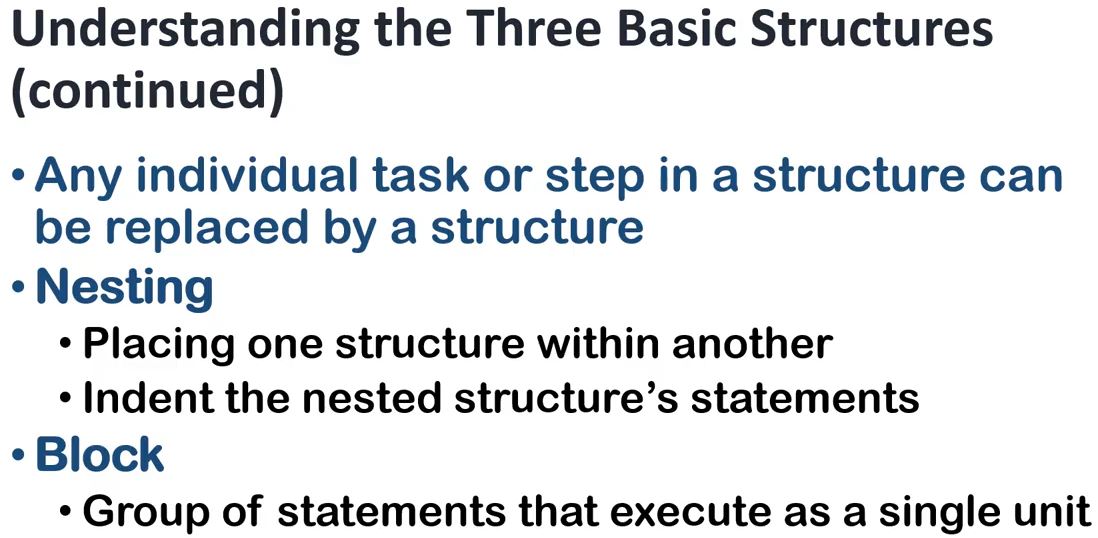 Understanding the Three Basic Structures
(continued)
• Any individual task or step in a structure can
be replaced by a structure
• Nesting
• Placing one structure within another
• Indent the nested structure’s statements
• Block
• Group of statements that execute as a single unit